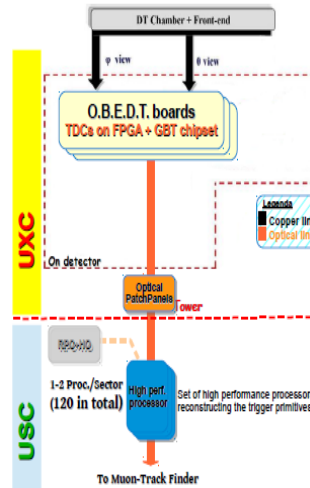 DT Chamber + Front-end
φ view
θ view
O.B.E.D.T. boards
TDCs on FPGA + GBT chipset
Legenda
Copper lin
Optical lin
UXC
On detector
Optical
PatchPanels
Tower
RPC+HO
1-2 Proc./Sector
(120 in total)
High perf.
processor
Set of high performance processor
reconstructing the trigger primitives
USC
To Muon-Track Finder